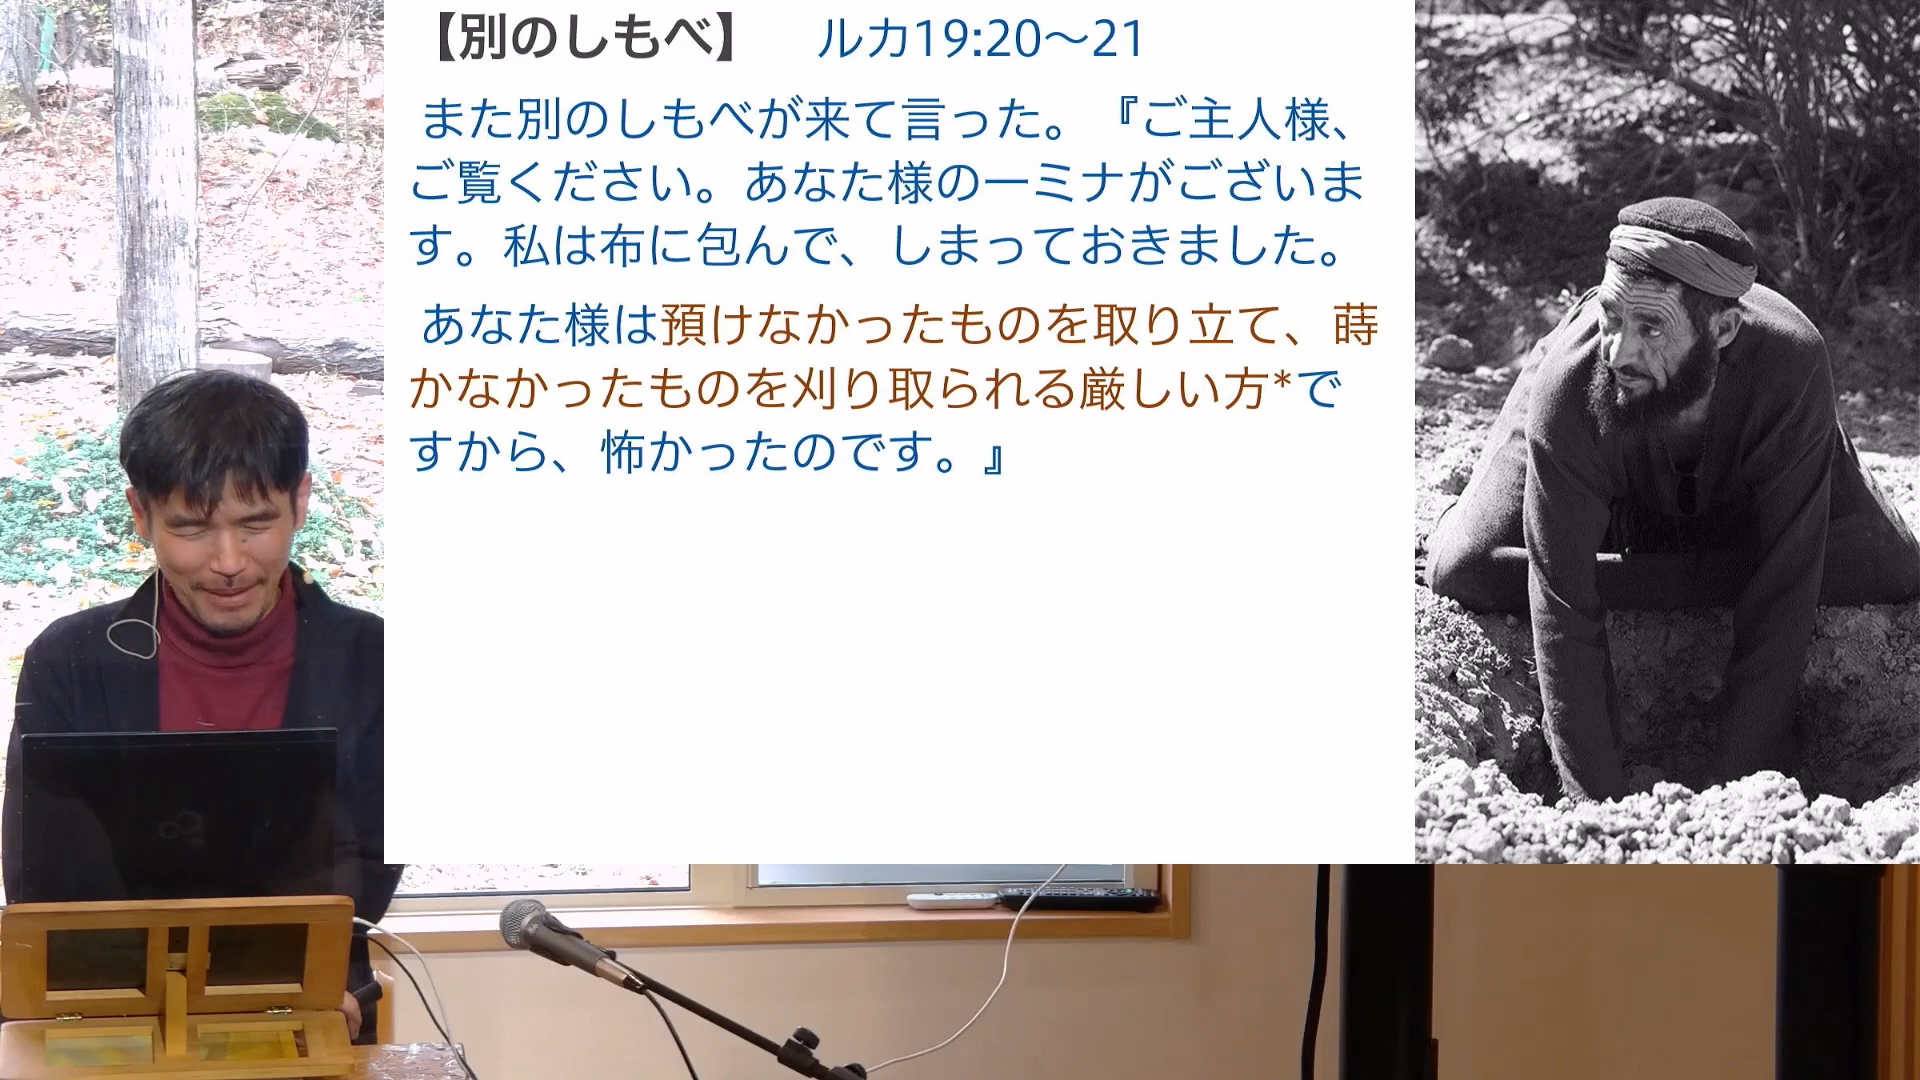 【別のしもべ】 ルカ19:20～21
また別のしもべが来て言った。『ご主人様、
ご覧ください。あなた様の一ミナがございま
す。私は布に包んで、しまっておきました。
あなた様は預けなかったものを取り立て、蒔
かなかったものを刈り取られる厳しい方*で
すから、怖かったのです。』